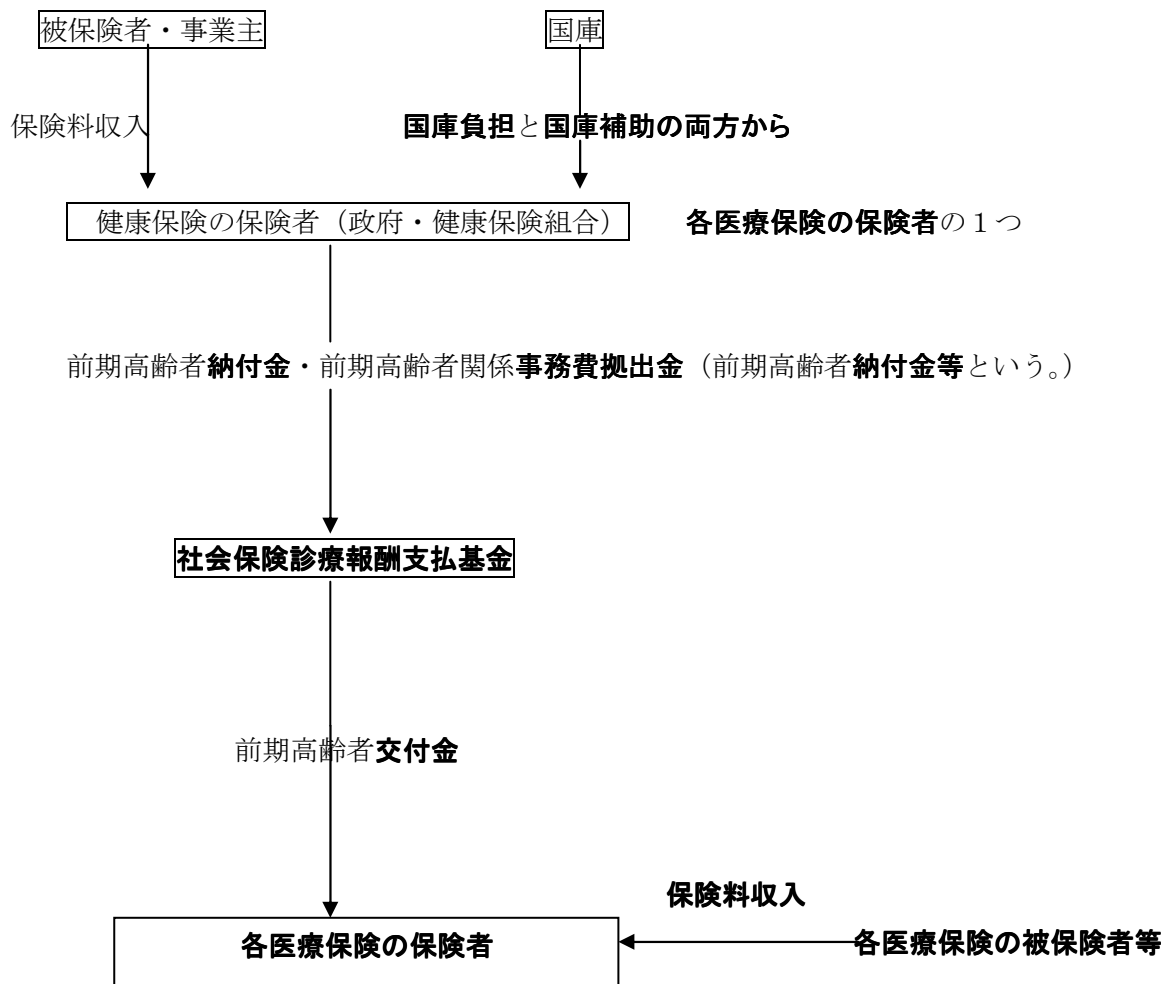 被保険者・事業主
国庫
保険料収入
国庫負担と国庫補助の両方から
健康保険の保険者（政府・健康保険組合）
各医療保険の保険者の１つ
前期高齢者納付金・前期高齢者関係事務費拠出金（前期高齢者納付金等という。）
社会保険診療報酬支払基金
前期高齢者交付金
保険料収入
各医療保険の保険者
各医療保険の被保険者等